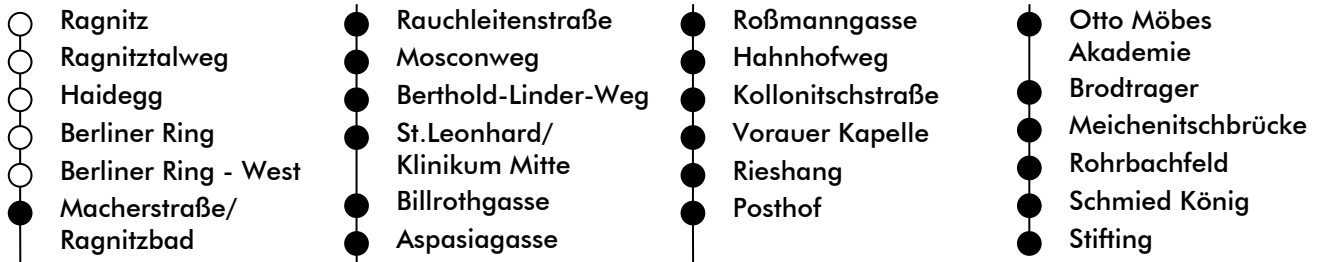 Ragnitz
Ragnitztalweg
Haidegg
Berliner Ring
Berliner Ring - West
Macherstraße/
Ragnitzbad
Rauchleitenstraße
Mosconweg
Berthold-Linder-Weg
St.Leonhard/
Klinikum Mitte
Billrothgasse
Aspasiagasse
Roßmanngasse
Hahnhofweg
Kollonitschstraße
Vorauer Kapelle
Rieshang
Posthof
Otto Möbes
Akademie
Brodtrager
Meichenitschbrücke
Rohrbachfeld
Schmied König
Stifting